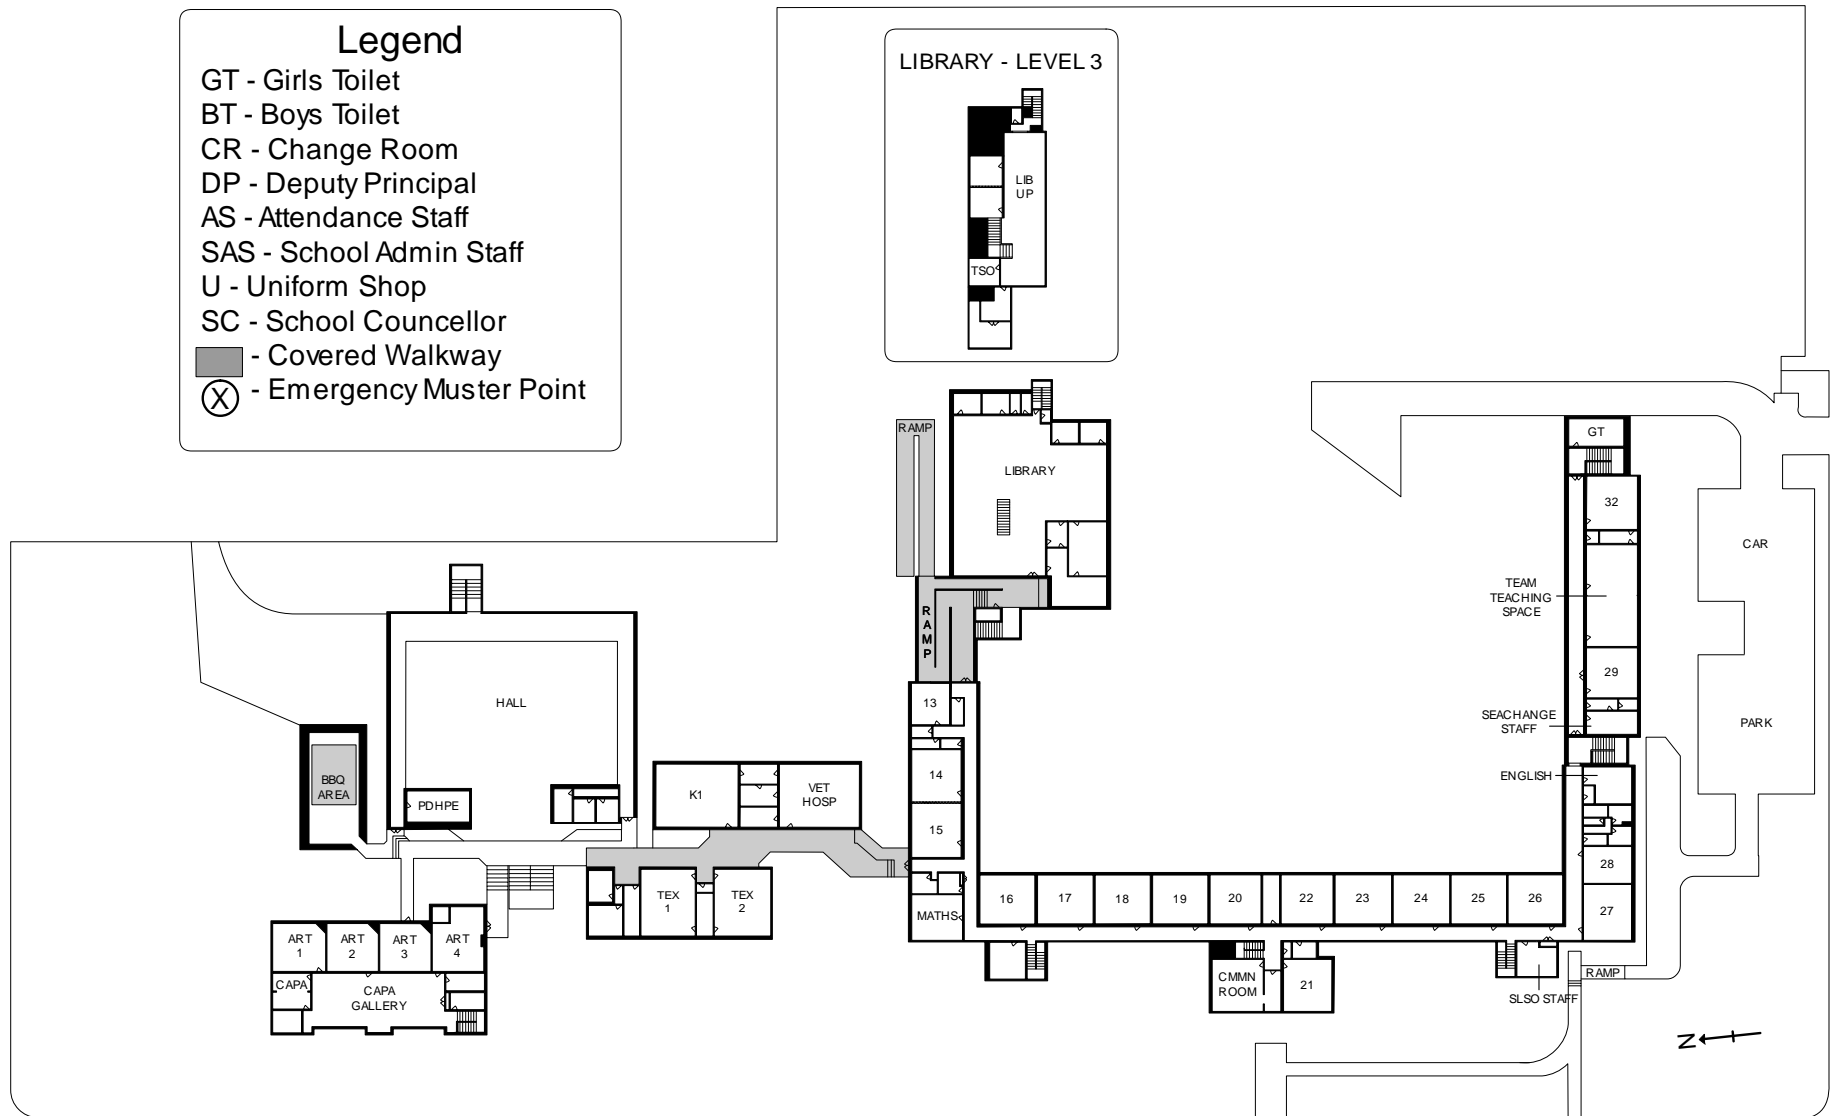 Legend
GT - Girls Toilet
BT - Boys Toilet
CR - Change Room
DP - Deputy Principal
AS - Attendance Staff
SAS - School Admin Staff
U - Uniform Shop
SC - School Councellor
- Covered Walkway
X - Emergency Muster Point
LIBRARY - LEVEL 3
LIB
UP
TSO
RAMP
LIBRARY
RAMP
GT
32
TEAM
TEACHING
SPACE
29
SEACHANGE
STAFF
ENGLISH
28
27
CAR
PARK
HALL
BBQ
AREA
PDHPE
K1
VET
HOSP
13
14
15
MATHS
TEX
1
TEX
2
16
17
18
19
20
22
23
24
25
26
ART
1
ART
2
ART
3
ART
4
CAPA
CAPA
GALLERY
CMMN
ROOM
21
SLSO STAFF
RAMP
N